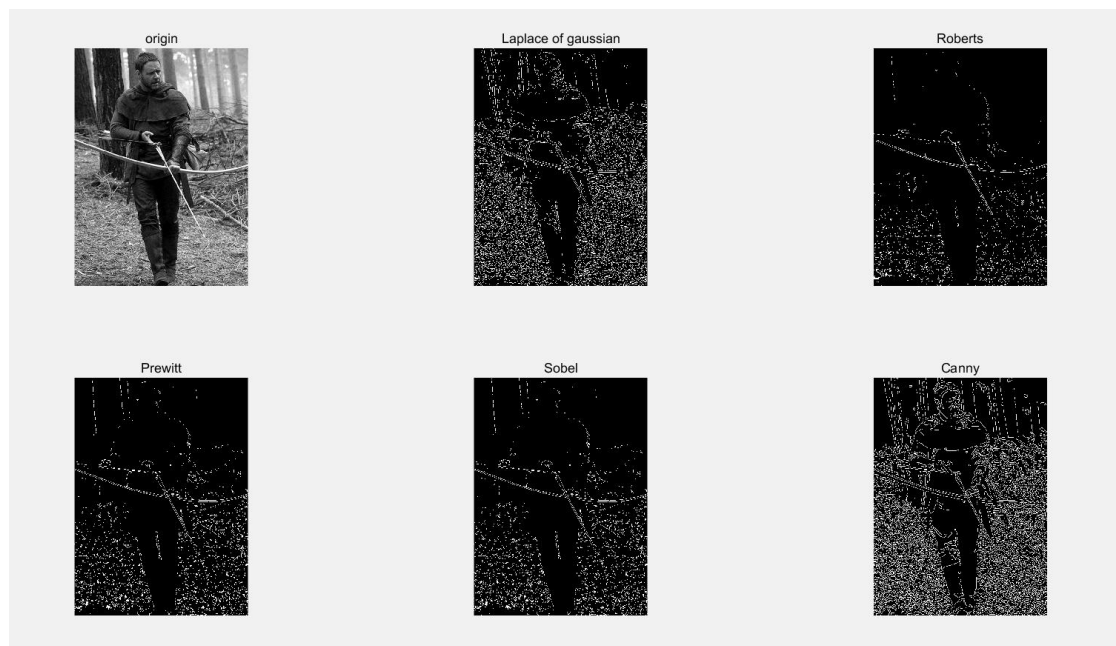 origin
Laplace of gaussian
Roberts
Prewitt
Sobel
Canny